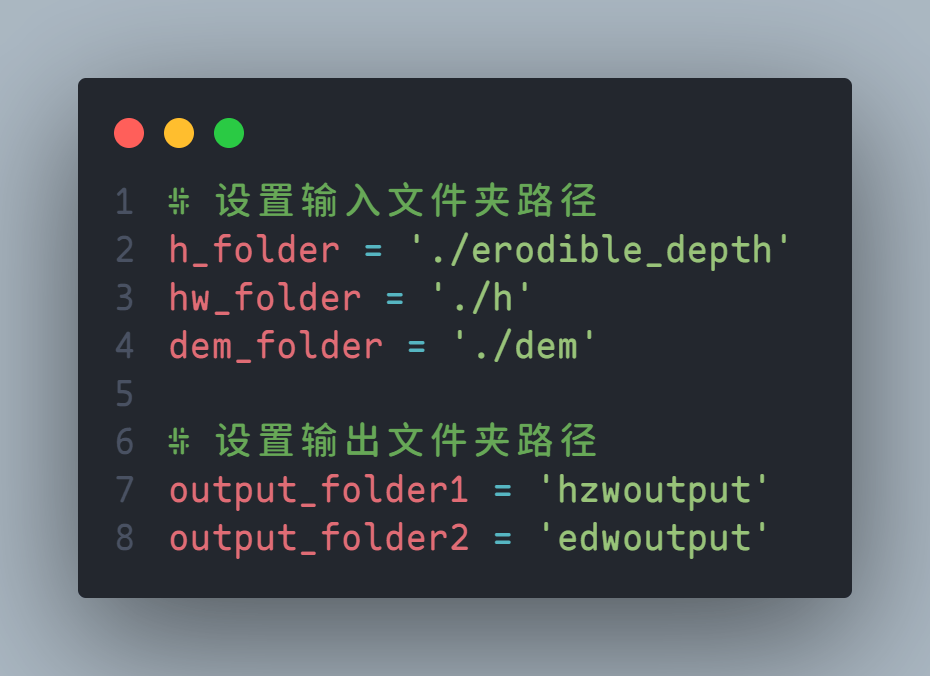 1 # 设置输入文件夹路径
2 h_folder = './erodible_depth'
3 hw_folder = './h'
4 dem_folder = './dem'
5
6 # 设置输出文件夹路径
7 output_folder1 = 'hzwoutput'
8 output_folder2 = 'edwoutput'